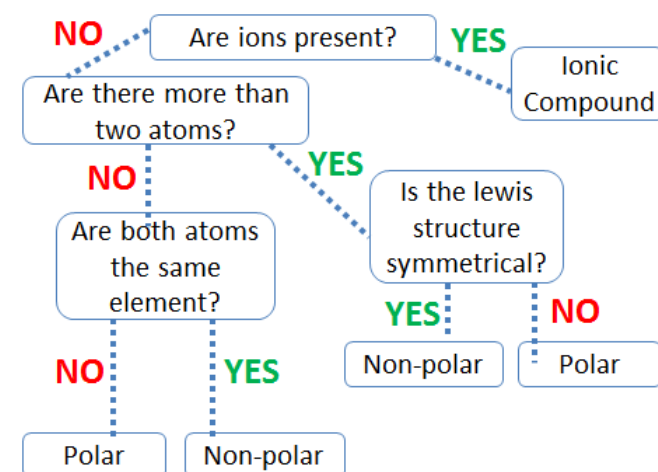 NO
Are ions present?
YES
Ionic
Compound
Are there more than
two atoms?
NO
YES
Is the lewis
structure
symmetrical?
Are both atoms
the same
element?
YES
NO
Non-polar
Polar
NO
YES
Polar
Non-polar